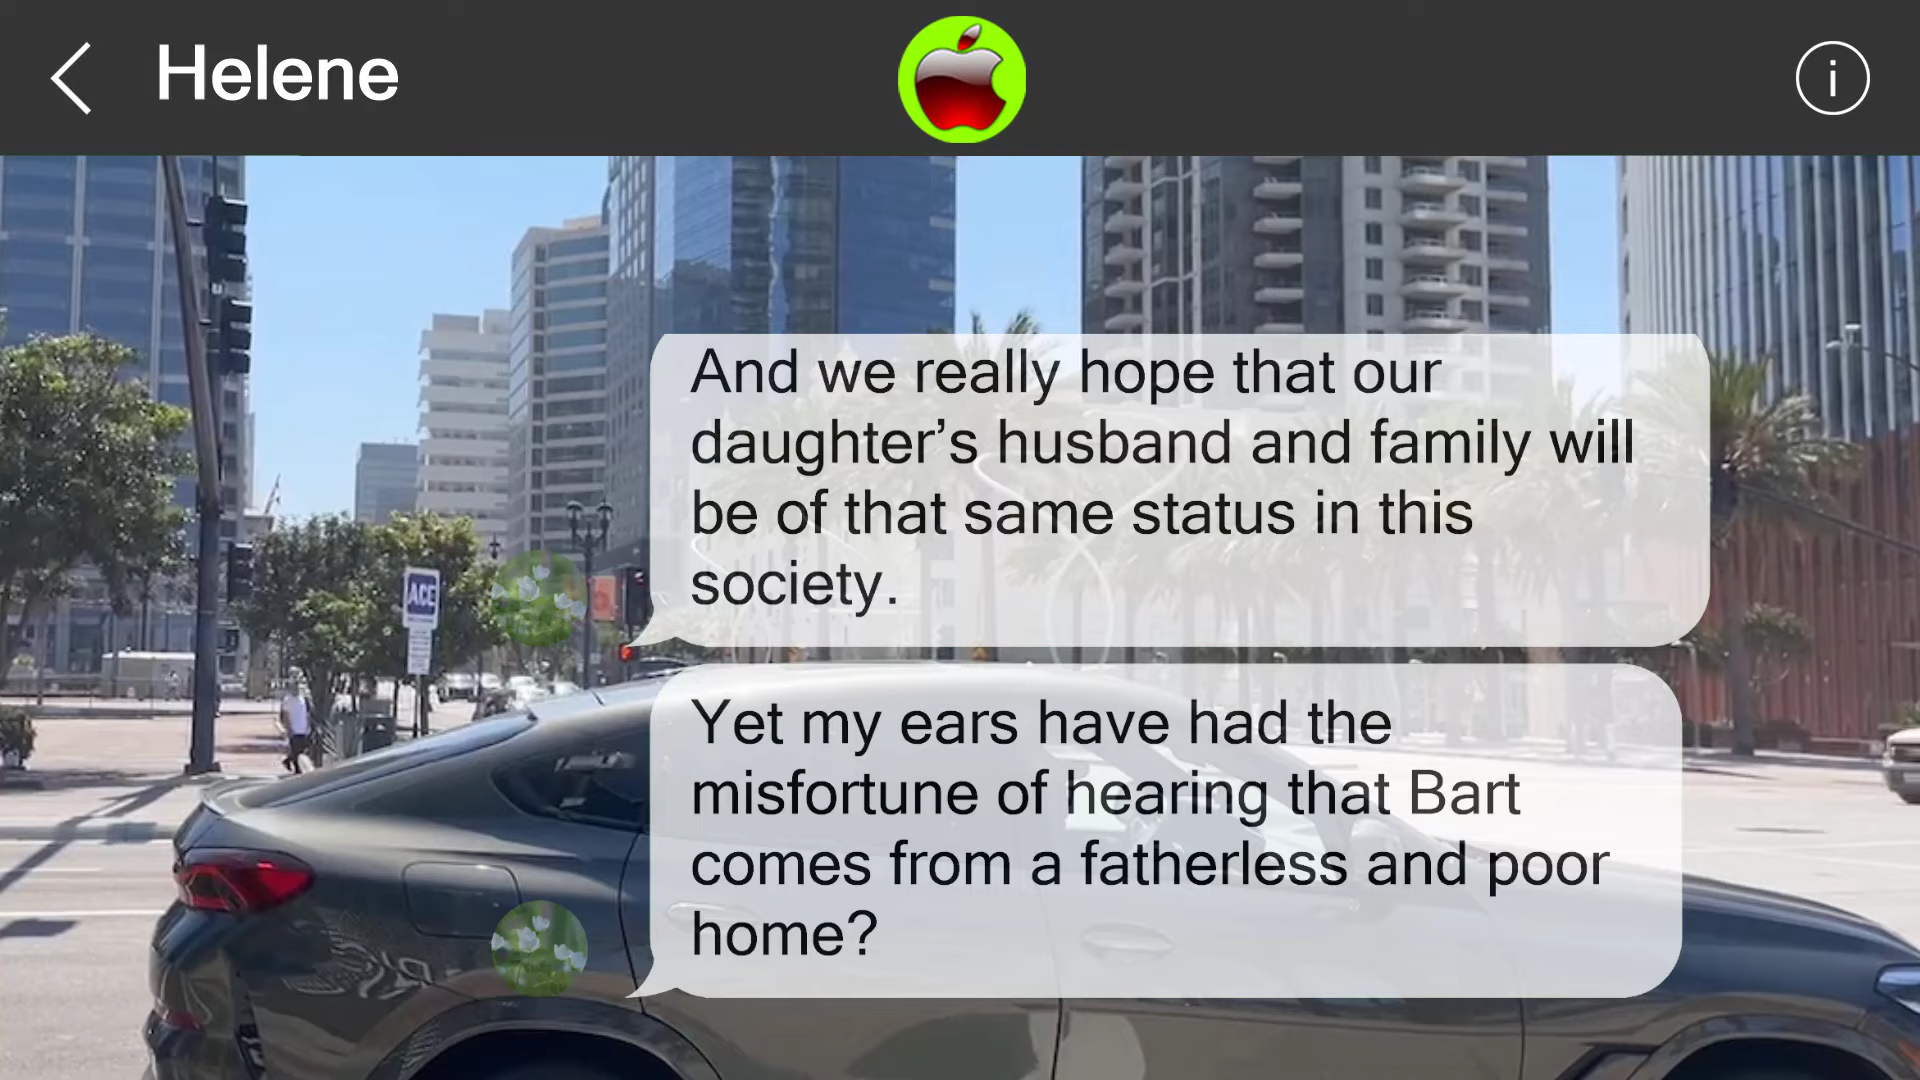 Helene
i
And we really hope that our
daughter’s husband and family will
be of that same status in this
society.
ACE
Yet my ears have had the
misfortune of hearing that Bart
comes from a fatherless and poor
home?